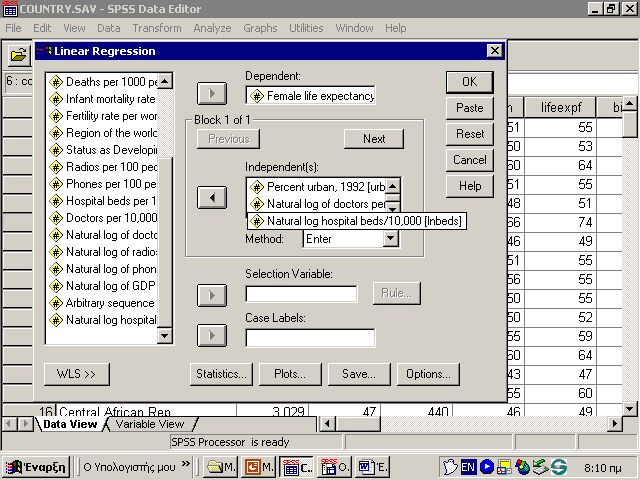 COUNTRY.SAV - SPSS Data Editor
File Edit View Data Transform Analyze Graphs Utilities Window Help
6 : co
Linear Regression
Deaths per 1000 pe
Infant mortality rate
Fertility rate per wor
Region of the world
Status as Developin
Radios per 100 pec
Phones per 100 pe
Hospital beds per 1
Doctors per 10,000
Natural log of docto
Natural log of radio
Natural log of phon
Natural log of GDP
Arbitrary sequence
Natural log hospital
WLS >>
Dependent:
Female life expectancy
Block 1 of 1
Previous
Next
Independent(s):
Percent urban, 1992 [urb
Natural log of doctors per
Natural log hospital beds/10,000 [lnbeds]
Method: Enter
Selection Variable:
Rule...
Case Labels:
Statistics... Plots... Save... Options...
OK
Paste
Reset
Cancel
Help
lifeexpf
51 55
50 53
60 64
51 55
48 51
66 74
46 49
51 55
56
55
50
52
55 59
60 64
43 47
55 60
16 Central African Rep 3,029 47 440 46 49
Data View Variable View
SPSS Processor is ready
Έναρξη
Ο Υπολογιστής μου »
M.
M.
C..
O.
Έ.
EN
8:10 πμ